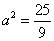 a² = 25/9